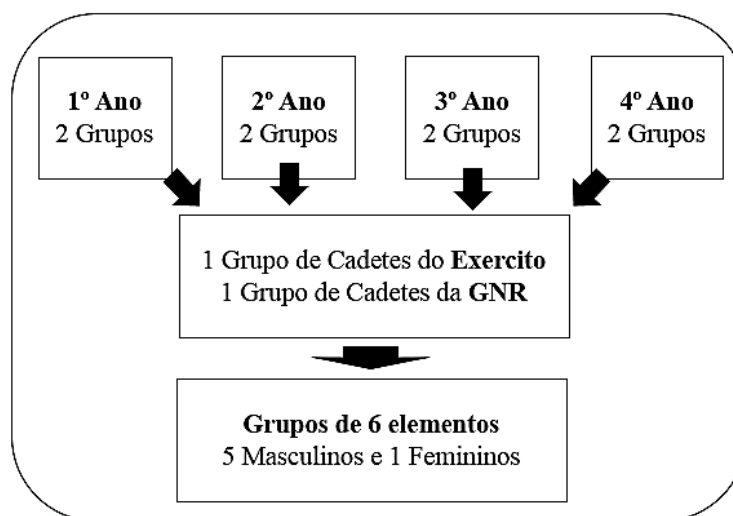 1º Ano
2 Grupos
2º Ano
2 Grupos
3º Ano
2 Grupos
4º Ano
2 Grupos
1 Grupo de Cadetes do Exercito
1 Grupo de Cadetes da GNR
Grupos de 6 elementos
5 Masculinos e 1 Femininos